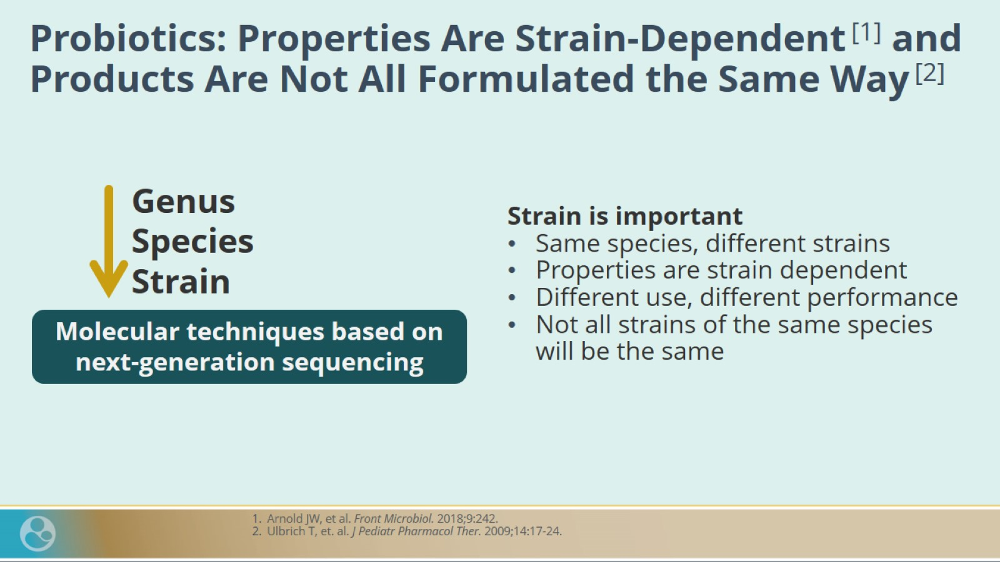 Probiotics: Properties Are Strain-Dependent [1] and
Products Are Not All Formulated the Same Way [2]
Genus
Species
Strain
Molecular techniques based on
next-generation sequencing
Strain is important
• Same species, different strains
• Properties are strain dependent
• Different use, different performance
• Not all strains of the same species
will be the same
1. Arnold JW, et al. Front Microbiol. 2018;9:242.
2. Ulbrich T, et. al. J Pediatr Pharmacol Ther. 2009;14:17-24.